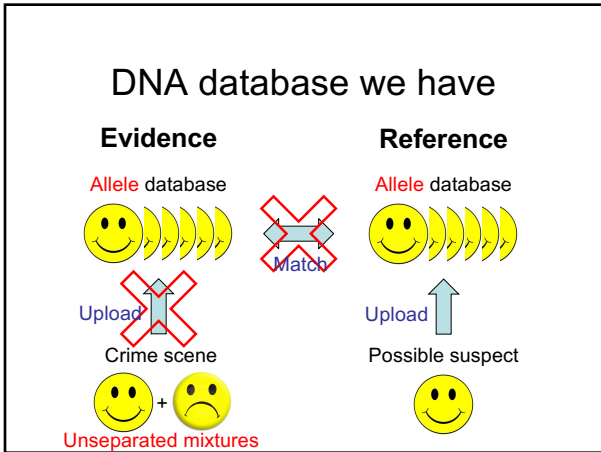 DNA database we have
Evidence
Reference
Allele database
Allele database
Match
Upload
Upload
Crime scene
Possible suspect
+
Unseparated mixtures